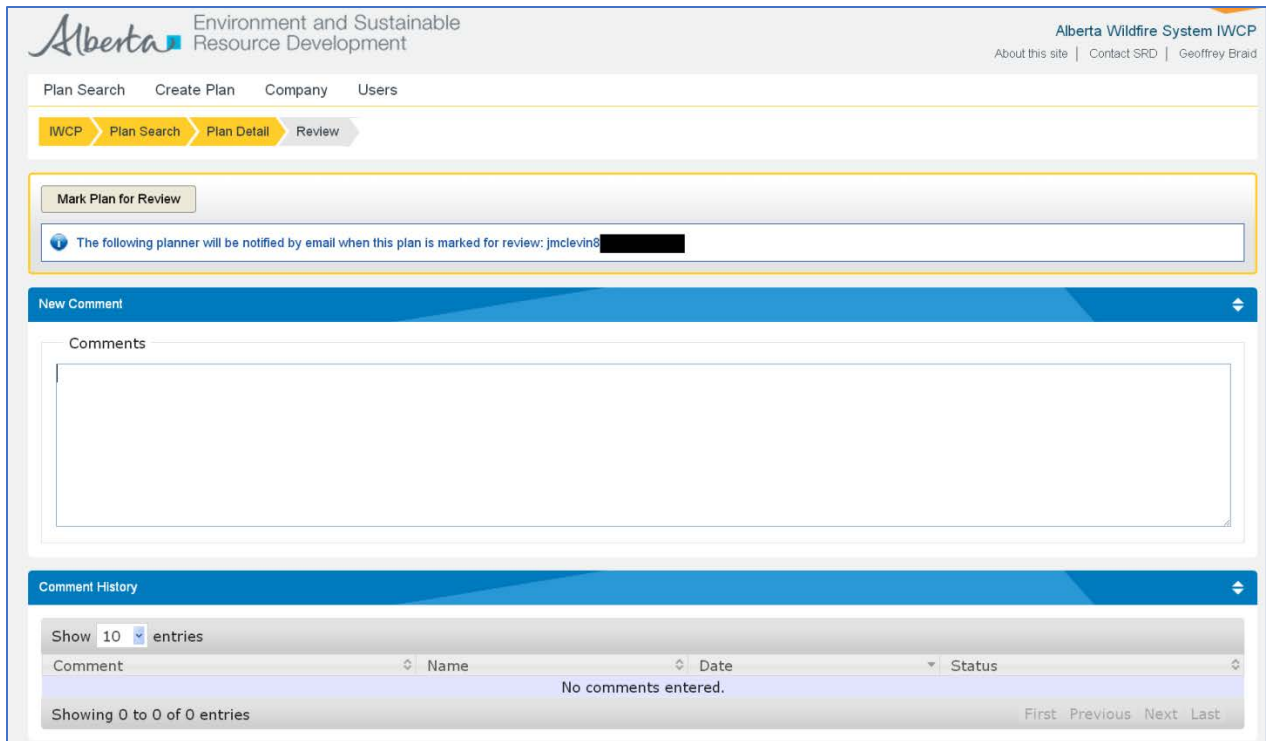 Alberta Environment and Sustainable
Resource Development
Alberta Wildfire System IWCP
About this site | Contact SRD | Geoffrey Braid
Plan Search Create Plan Company Users
IWCP Plan Search Plan Detail Review
Mark Plan for Review
The following planner will be notified by email when this plan is marked for review: jmclevin8
New Comment
Comments
Comment History
Show 10 entries
Comment Name Date Status
No comments entered.
Showing 0 to 0 of 0 entries First Previous Next Last